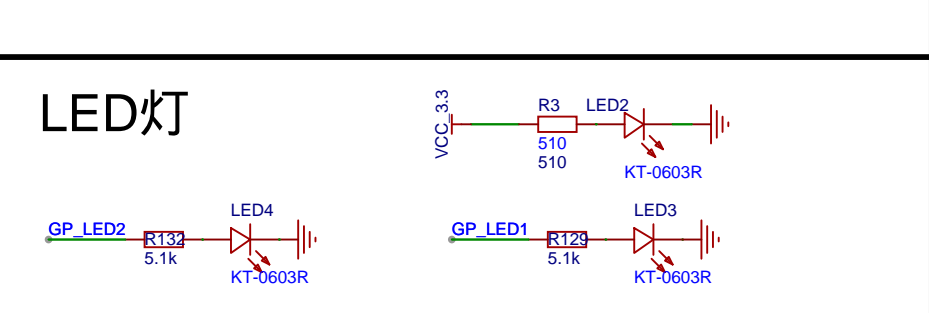 LED灯
VCC_3.3
R3
LED2
510
510
KT-0603R
LED4
GP_LED2
R132
5.1k
KT-0603R
LED3
GP_LED1
R129
5.1k
KT-0603R